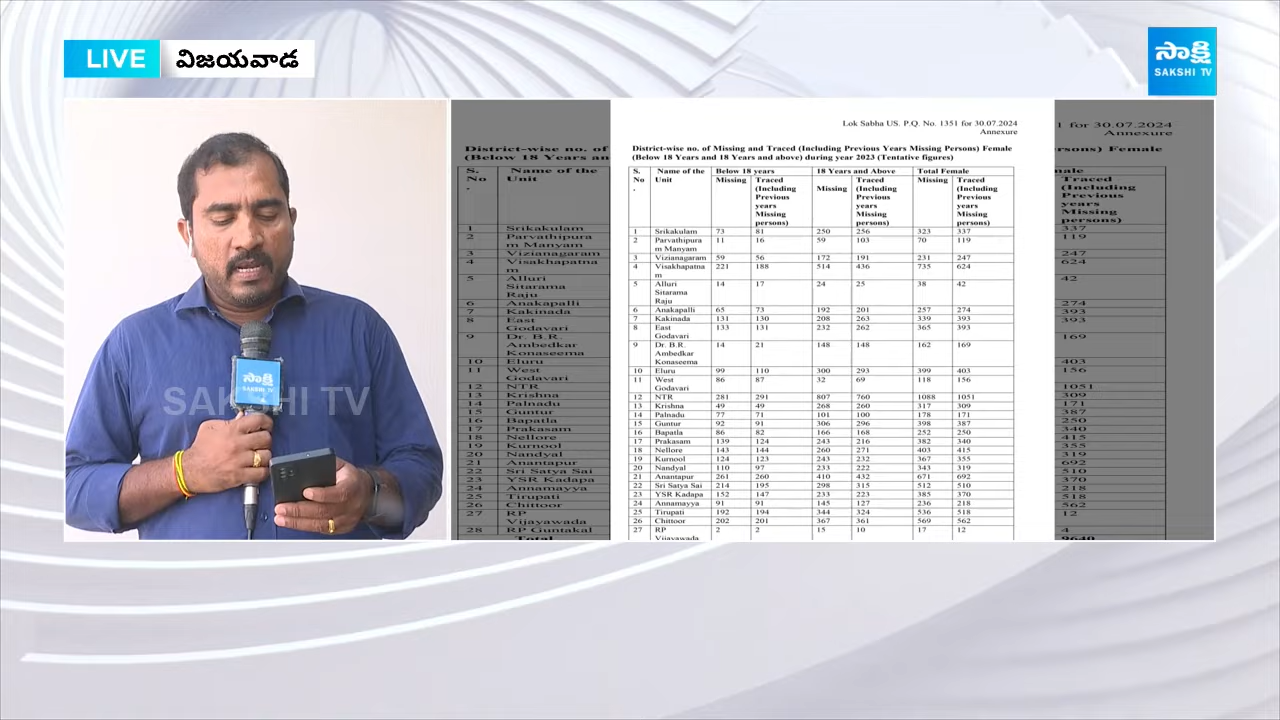 LIVE
విజయవాడ
సాక్షి
SAKSHI TV
సాక్షి
SAKSHI TV
SAKSHI TV
Lok Sabha US. P.Q. No. 1351 for 30.07.2024
Annexure
District-wise no. of Missing and Traced (Including Previous Years Missing Persons) Female
(Below 18 Years and 18 Years and above) during year 2023 (Tentative figures)
S. No . Name of the Unit Below 18 years 18 Years and Above Total Female
Missing Traced (Including Previous years Missing persons) Missing Traced (Including Previous years Missing persons) Missing Traced (Including Previous years Missing persons)
1 Srikakulam 73 81 250 256 323 337
2 Parvathipura m Manyam 11 16 59 103 70 119
3 Vizianagaram 59 56 172 191 231 247
4 Visakhapatna m 221 188 514 436 735 624
5 Alluri Sitarama Raju 14 17 24 25 38 42
6 Anakapalli 65 73 192 201 257 274
7 Kakinada 131 130 208 263 339 393
8 East Godavari 133 131 232 262 365 393
9 Dr. B.R. Ambedkar Konaseema 14 21 148 148 162 169
10 Eluru 99 110 300 293 399 403
11 West Godavari 86 87 32 69 118 156
12 NTR 281 291 807 760 1088 1051
13 Krishna 49 49 268 260 317 309
14 Palnadu 77 71 101 100 178 171
15 Guntur 92 91 306 296 398 387
16 Bapatla 86 82 166 168 252 250
17 Prakasam 139 124 243 216 382 340
18 Nellore 143 144 260 271 403 415
19 Kurnool 124 123 243 232 367 355
20 Nandyal 110 97 233 222 343 319
21 Anantapur 261 260 410 432 671 692
22 Sri Satya Sai 214 195 298 315 512 510
23 YSR Kadapa 152 147 233 223 385 370
24 Annamayya 91 91 145 127 236 218
25 Tirupati 192 194 344 324 536 518
26 Chittoor 202 201 367 361 569 562
27 RP Vijayawada 2 2 15 10 17 12